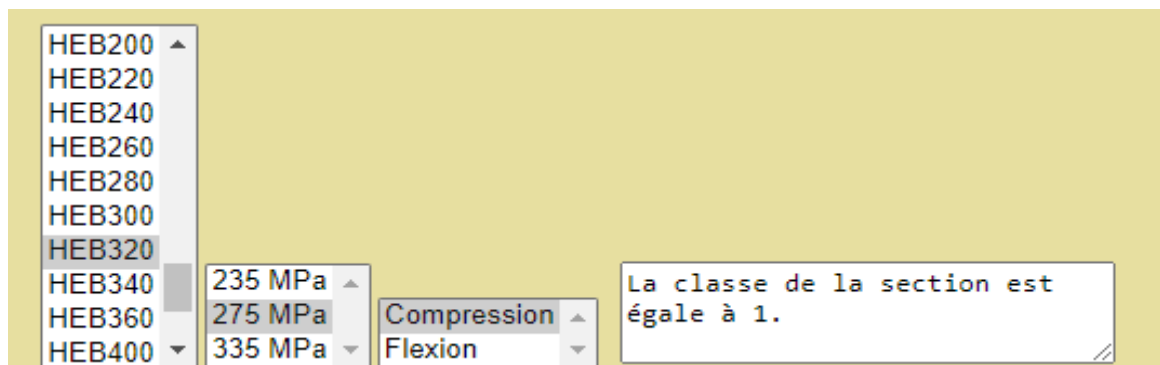 HEB200
HEB220
HEB240
HEB260
HEB280
HEB300
HEB320
HEB340
HEB360
HEB400
235 MPa
275 MPa
335 MPa
Compression
Flexion
La classe de la section est
égale à 1.